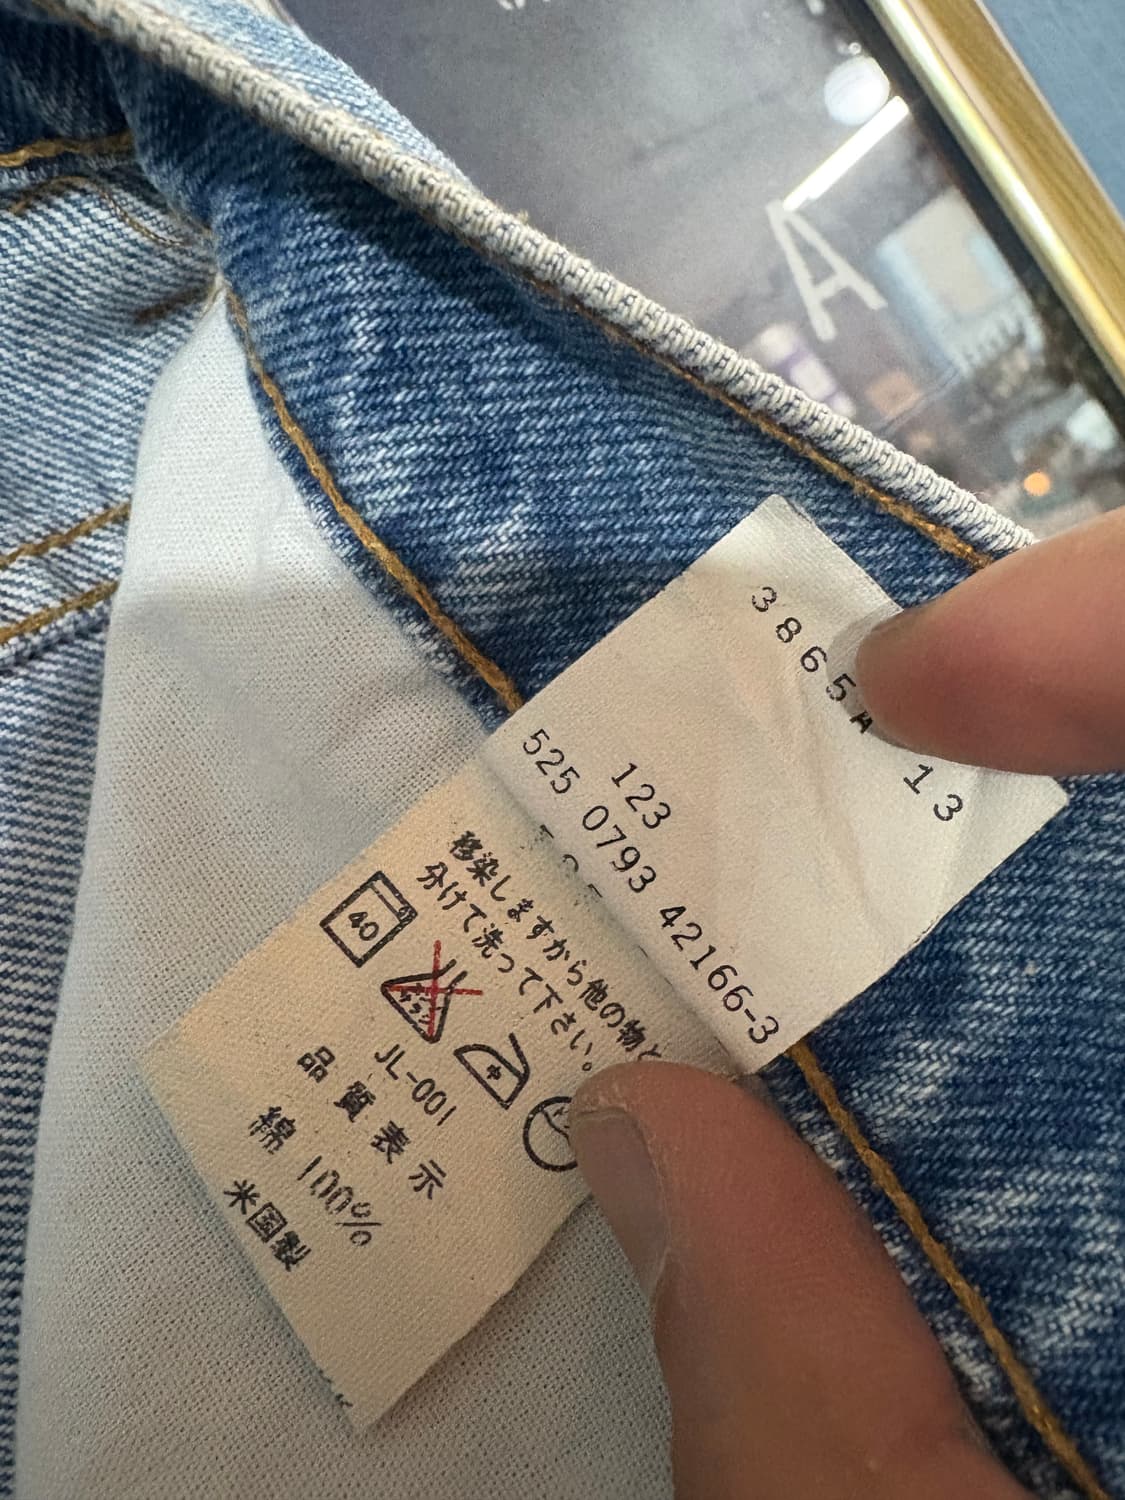 A
3865
13
123
525 0793 42166-3
移染しますから他の物と
分けて洗って下さい。
40
JL-001
品質表示
綿 100%
米国製